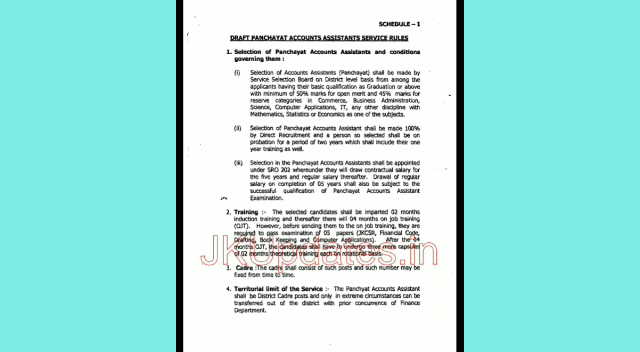 SCHEDULE – I
DRAFT PANCHAYAT ACCOUNTS ASSISTANTS SERVICE RULES
1. Selection of Panchayat Accounts Assistants and conditions
governing them :
(i) Selection of Accounts Assistants (Panchayat) shall be made by
Service Selection Board on District level basis from among the
applicants having their basic qualification as Graduation or above
with minimum of 50% marks for open merit and 45% marks for
reserve categories in Commerce, Business Administration,
Science, Computer Applications, IT, any other discipline with
Mathematics, Statistics or Economics as one of the subjects.
(ii) Selection of Panchayat Accounts Assistant shall be made 100%
by Direct Recruitment and a person so selected shall be on
probation for a period of two years which shall include their one
year training as well.
(iii) Selection in the Panchayat Accounts Assistants shall be appointed
under SRO 202 whereunder they will draw contractual salary for
the five years and regular salary thereafter. Drawal of regular
salary on completion of 05 years shall also be subject to the
successful qualification of Panchayat Accounts Assistant
Examination.
2. Training :- The selected candidates shall be imparted 02 months
induction training and thereafter there will 04 months on job training
(OJT). However, before sending them to the on job training, they are
required to pass examination of 05 papers (JKCSR, Financial Code,
Drafting, Book Keeping and Computer Applications). After the 04
months OJT, the candidates shall have to undergo three more capsules
of 02 months theoretical training each on rotational basis.
JKUpdates.in
3. Cadre :The cadre shall consist of such posts and such number may be
fixed from time to time.
4. Territorial limit of the Service :- The Panchyat Accounts Assistant
shall be District Cadre posts and only in extreme circumstances can be
transferred out of the district with prior concurrence of Finance
Department.